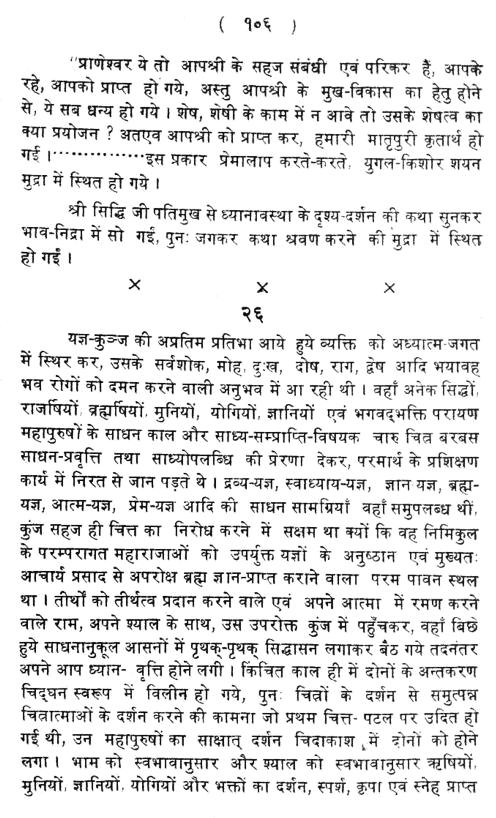 ( १०६ )
"प्राणेश्वर ये तो आपश्री के सहज संबंधी एवं परिकर हैं, आपके
रहे, आपको प्राप्त हो गये, अस्तु आपश्री के मुख-विकास का हेतु होने
से, ये सब धन्य हो गये । शेष, शेषी के काम में न आवे तो उसके शेषत्व का
क्या प्रयोजन ? अतएव आपश्री को प्राप्त कर, हमारी मातृपुरी कृतार्थ हो
गई ।··············इस प्रकार प्रेमालाप करते-करते, युगल-किशोर शयन
मुद्रा में स्थित हो गये ।
श्री सिद्धि जी पतिमुख से ध्यानावस्था के दृश्य-दर्शन की कथा सुनकर
भाव-निद्रा में सो गईं, पुनः जगकर कथा श्रवण करने की मुद्रा में स्थित
हो गईं ।
× × ×
२६
यज्ञ-कुञ्ज की अप्रतिम प्रतिभा आये हुये व्यक्ति को अध्यात्म-जगत
में स्थिर कर, उसके सर्वशोक, मोह, दुःख, दोष, राग, द्वेष आदि भयावह
भव रोगों को दमन करने वाली अनुभव में आ रही थी । वहाँ अनेक सिद्धों,
राजर्षियों, ब्रह्मर्षियों, मुनियों, योगियों, ज्ञानियों एवं भगवद्भक्ति परायण
महापुरुषों के साधन काल और साध्य-सम्प्राप्ति-विषयक चारु चित्र बरबस
साधन-प्रवृत्ति तथा साध्योपलब्धि की प्रेरणा देकर, परमार्थ के प्रशिक्षण
कार्य में निरत से जान पड़ते थे । द्रव्य-यज्ञ, स्वाध्याय-यज्ञ, ज्ञान यज्ञ, ब्रह्म-
यज्ञ, आत्म-यज्ञ, प्रेम-यज्ञ आदि की साधन सामग्रियाँ वहाँ समुपलब्ध थीं,
कुंज सहज ही चित्त का निरोध करने में सक्षम था क्यों कि वह निमिकुल
के परम्परागत महाराजाओं को उपर्युक्त यज्ञों के अनुष्ठान एवं मुख्यतः
आचार्य प्रसाद से अपरोक्ष ब्रह्म ज्ञान-प्राप्त कराने वाला परम पावन स्थल
था । तीर्थों को तीर्थत्व प्रदान करने वाले एवं अपने आत्मा में रमण करने
वाले राम, अपने श्याल के साथ, उस उपरोक्त कुंज में पहुँचकर, वहाँ बिछे
हुये साधनानुकूल आसनों में पृथक्-पृथक् सिद्धासन लगाकर बैठ गये तदनंतर
अपने आप ध्यान- वृत्ति होने लगी । किंचित काल ही में दोनों के अन्तकरण
चिद्घन स्वरूप में विलीन हो गये, पुनः चित्रों के दर्शन से समुत्पन्न
चित्रात्माओं के दर्शन करने की कामना जो प्रथम चित्त- पटल पर उदित हो
गई थी, उन महापुरुषों का साक्षात् दर्शन चिदाकाश में दोनों को होने
लगा । भाम को स्वभावानुसार और श्याल को स्वभावानुसार ऋषियों,
मुनियों, ज्ञानियों, योगियों और भक्तों का दर्शन, स्पर्श, कृपा एवं स्नेह प्राप्त